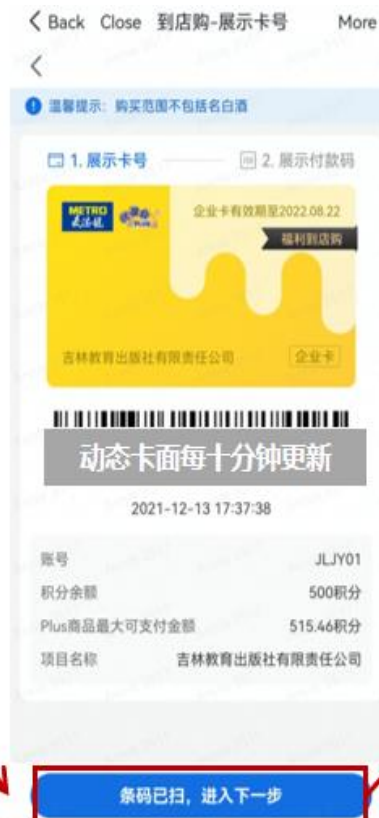 Back Close 到店购-展示卡号 More
温馨提示：购买范围不包括名白酒
1. 展示卡号 2. 展示付款码
METRO
麦德龙 PLUS 企业卡有效期至2022.08.22
福利到店购
吉林教育出版社有限责任公司 企业卡
动态卡面每十分钟更新
2021-12-13 17:37:38
账号 JLJY01
积分余额 500积分
Plus商品最大可支付金额 515.46积分
项目名称 吉林教育出版社有限责任公司
条码已扫，进入下一步